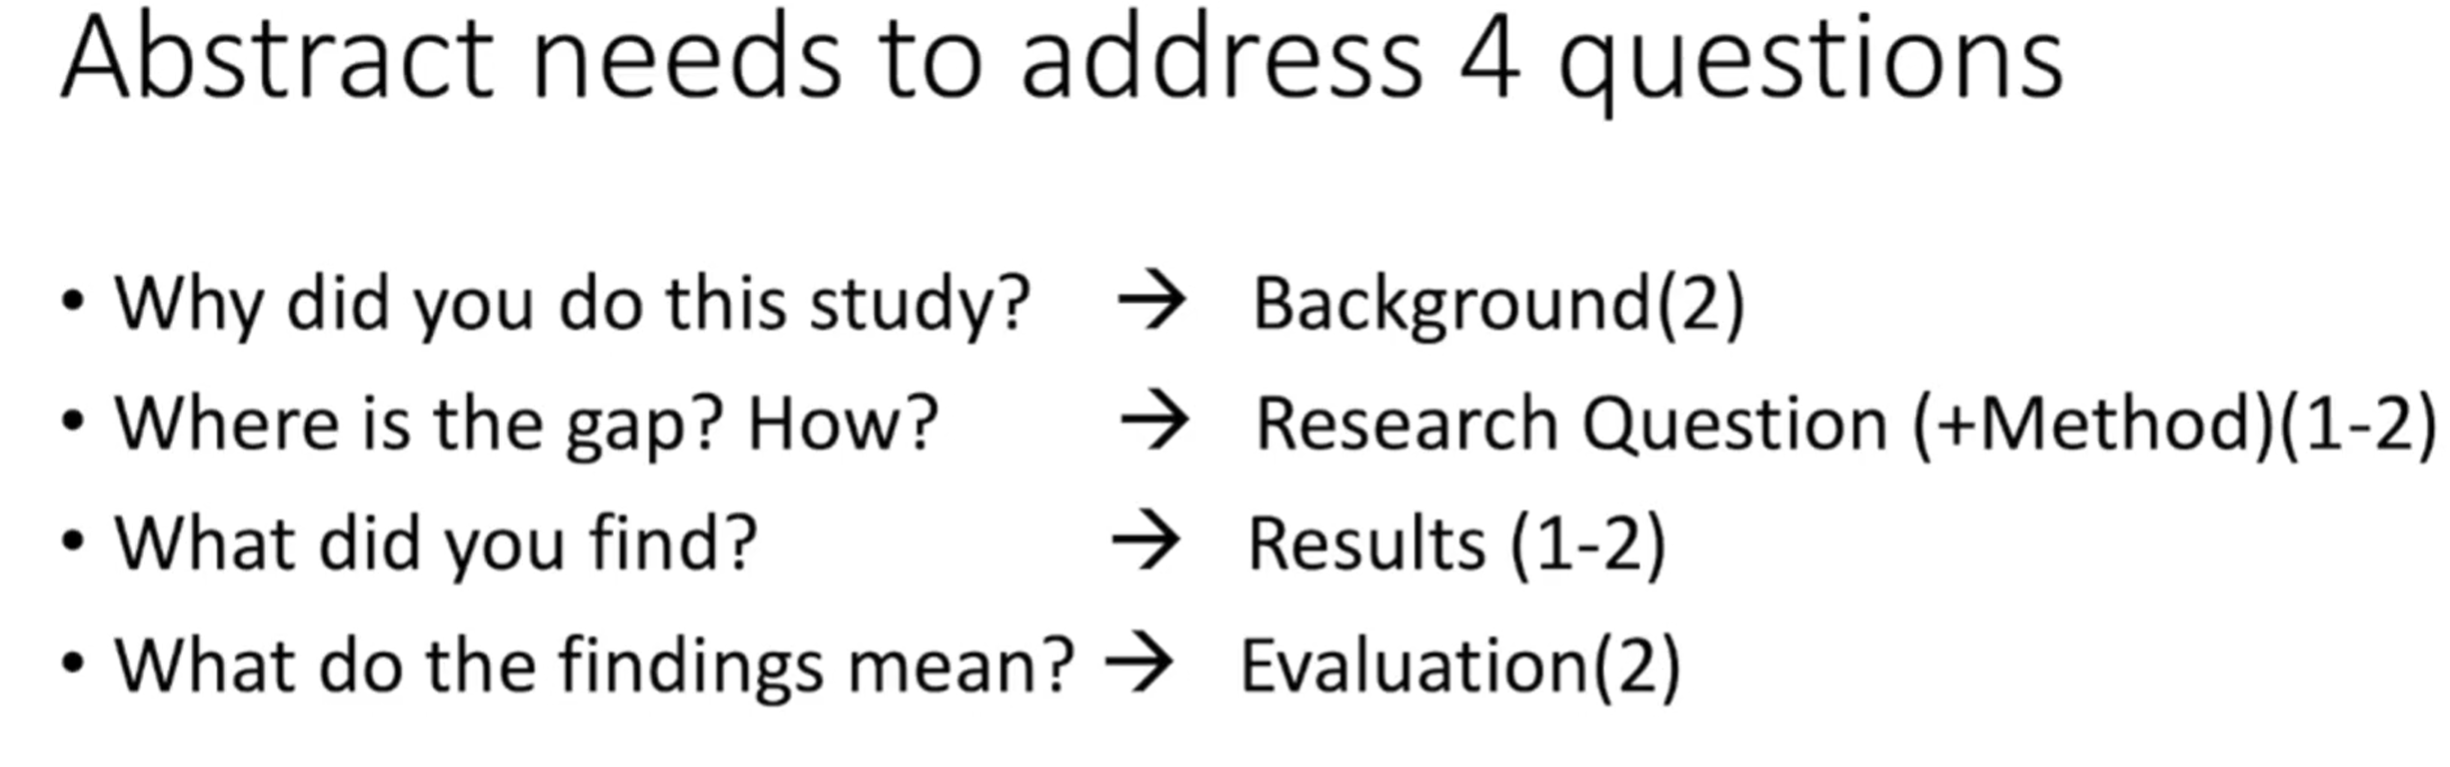 Abstract needs to address 4 questions
• Why did you do this study? → Background(2)
• Where is the gap? How? → Research Question (+Method)(1-2)
• What did you find? → Results (1-2)
• What do the findings mean? → Evaluation(2)